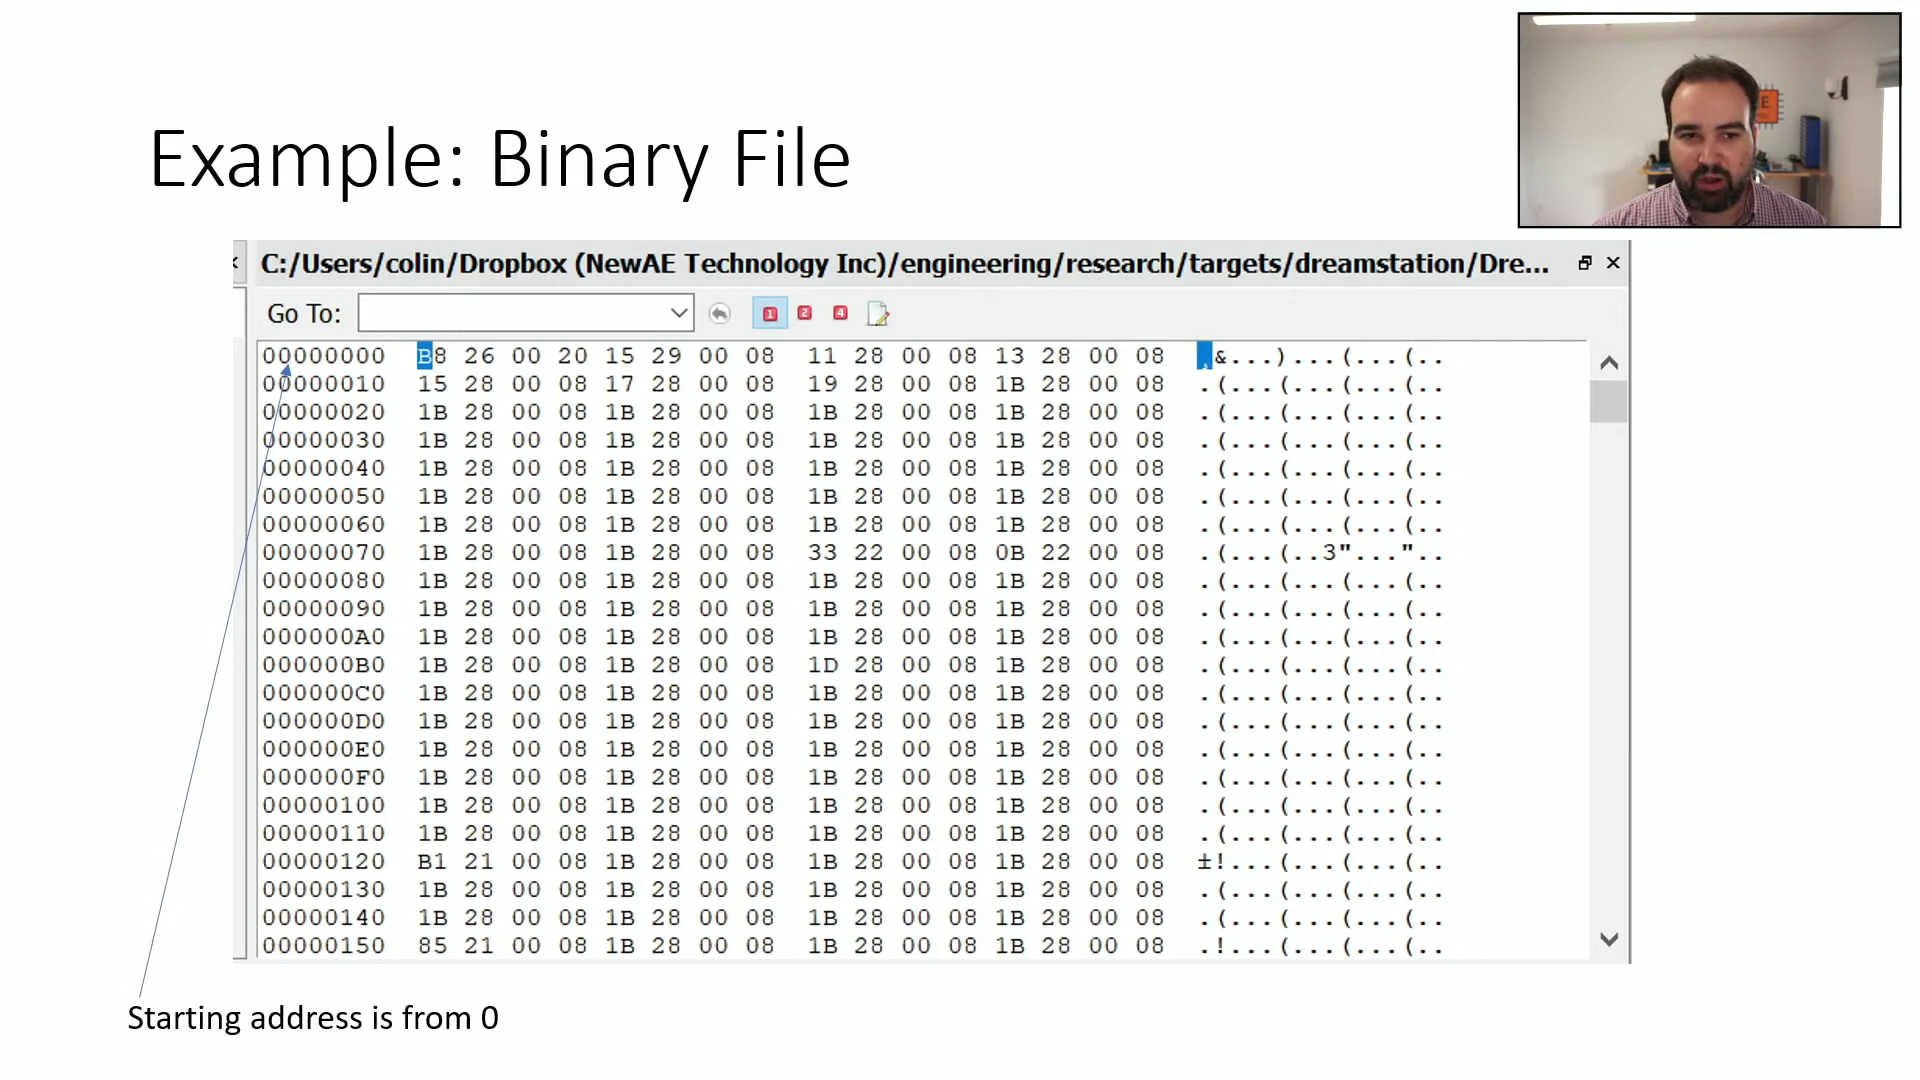 Example: Binary File
E
C:/Users/colin/Dropbox (NewAE Technology Inc)/engineering/research/targets/dreamstation/Dre...
Go To: 1 2 4
00000000 B8 26 00 20 15 29 00 08 11 28 00 08 13 28 00 08 ¸&...)...(...(..
00000010 15 28 00 08 17 28 00 08 19 28 00 08 1B 28 00 08 .(...(...(...(..
00000020 1B 28 00 08 1B 28 00 08 1B 28 00 08 1B 28 00 08 .(...(...(...(..
00000030 1B 28 00 08 1B 28 00 08 1B 28 00 08 1B 28 00 08 .(...(...(...(..
00000040 1B 28 00 08 1B 28 00 08 1B 28 00 08 1B 28 00 08 .(...(...(...(..
00000050 1B 28 00 08 1B 28 00 08 1B 28 00 08 1B 28 00 08 .(...(...(...(..
00000060 1B 28 00 08 1B 28 00 08 1B 28 00 08 1B 28 00 08 .(...(...(...(..
00000070 1B 28 00 08 1B 28 00 08 33 22 00 08 0B 22 00 08 .(...(..3"..."..
00000080 1B 28 00 08 1B 28 00 08 1B 28 00 08 1B 28 00 08 .(...(...(...(..
00000090 1B 28 00 08 1B 28 00 08 1B 28 00 08 1B 28 00 08 .(...(...(...(..
000000A0 1B 28 00 08 1B 28 00 08 1B 28 00 08 1B 28 00 08 .(...(...(...(..
000000B0 1B 28 00 08 1B 28 00 08 1D 28 00 08 1B 28 00 08 .(...(...(...(..
000000C0 1B 28 00 08 1B 28 00 08 1B 28 00 08 1B 28 00 08 .(...(...(...(..
000000D0 1B 28 00 08 1B 28 00 08 1B 28 00 08 1B 28 00 08 .(...(...(...(..
000000E0 1B 28 00 08 1B 28 00 08 1B 28 00 08 1B 28 00 08 .(...(...(...(..
000000F0 1B 28 00 08 1B 28 00 08 1B 28 00 08 1B 28 00 08 .(...(...(...(..
00000100 1B 28 00 08 1B 28 00 08 1B 28 00 08 1B 28 00 08 .(...(...(...(..
00000110 1B 28 00 08 1B 28 00 08 1B 28 00 08 1B 28 00 08 .(...(...(...(..
00000120 B1 21 00 08 1B 28 00 08 1B 28 00 08 1B 28 00 08 ±!...(...(...(..
00000130 1B 28 00 08 1B 28 00 08 1B 28 00 08 1B 28 00 08 .(...(...(...(..
00000140 1B 28 00 08 1B 28 00 08 1B 28 00 08 1B 28 00 08 .(...(...(...(..
00000150 85 21 00 08 1B 28 00 08 1B 28 00 08 1B 28 00 08 .!...(...(...(..
Starting address is from 0